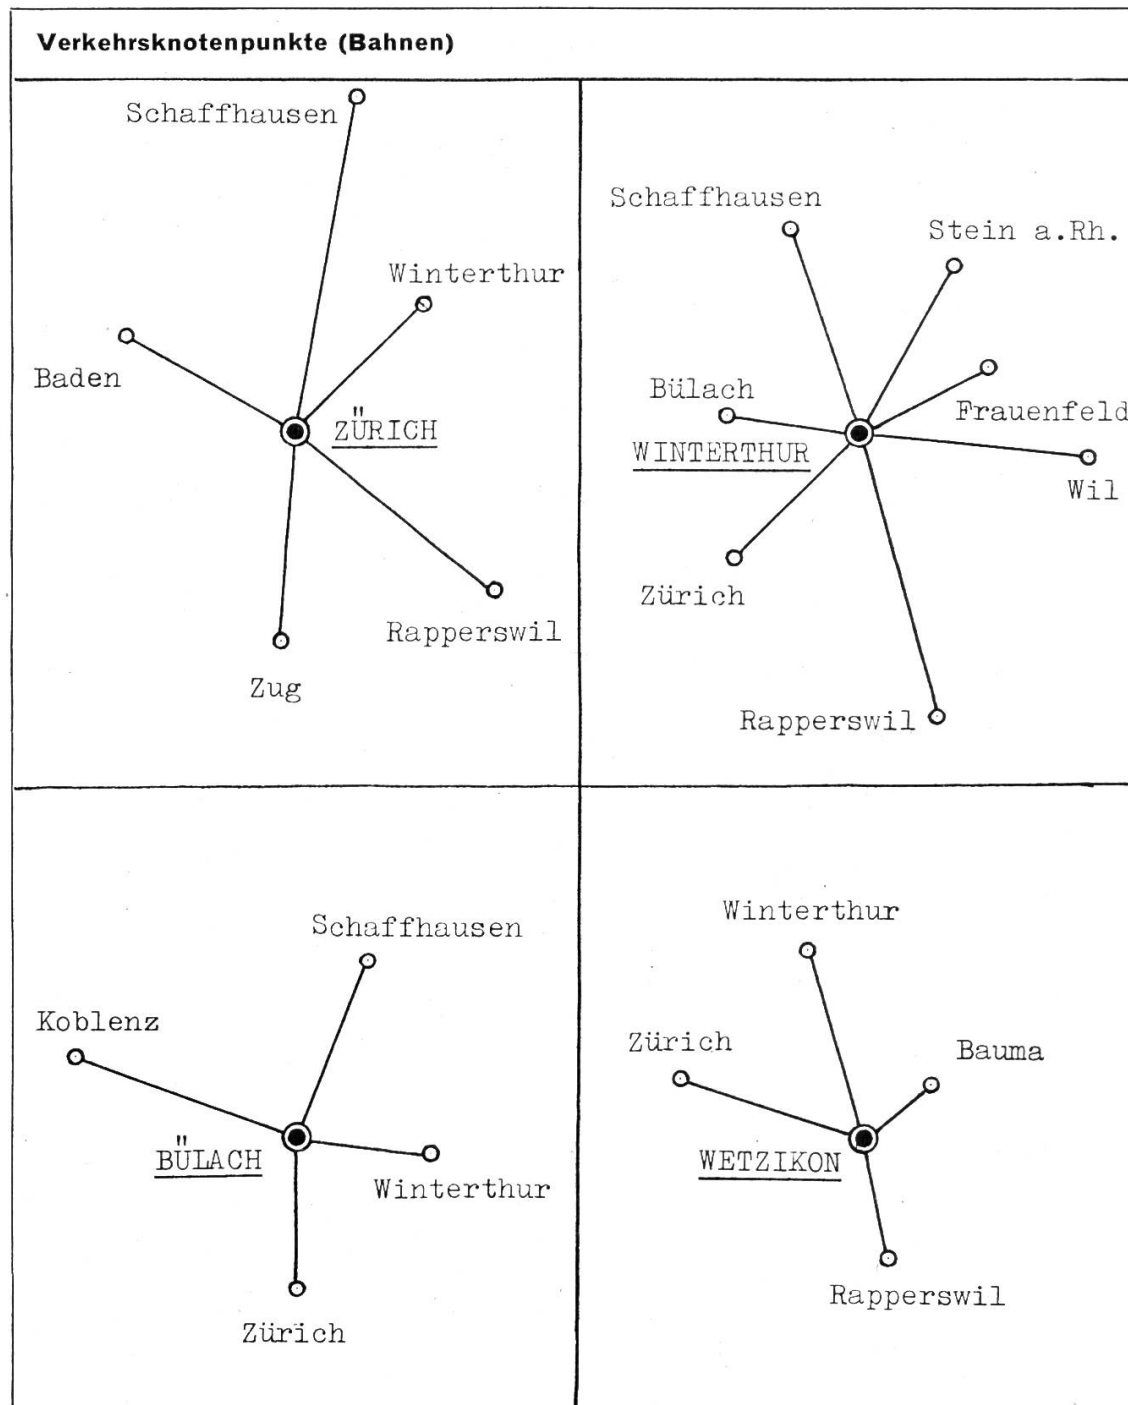 Verkehrsknotenpunkte (Bahnen)
Schaffhausen
Winterthur
Baden
ZÜRICH
Rapperswil
Zug
Schaffhausen
Stein a.Rh.
Bülach
Frauenfeld
WINTERTHUR
Wil
Zürich
Rapperswil
Schaffhausen
Koblenz
BÜLACH
Winterthur
Zürich
Winterthur
Zürich
Bauma
WETZIKON
Rapperswil